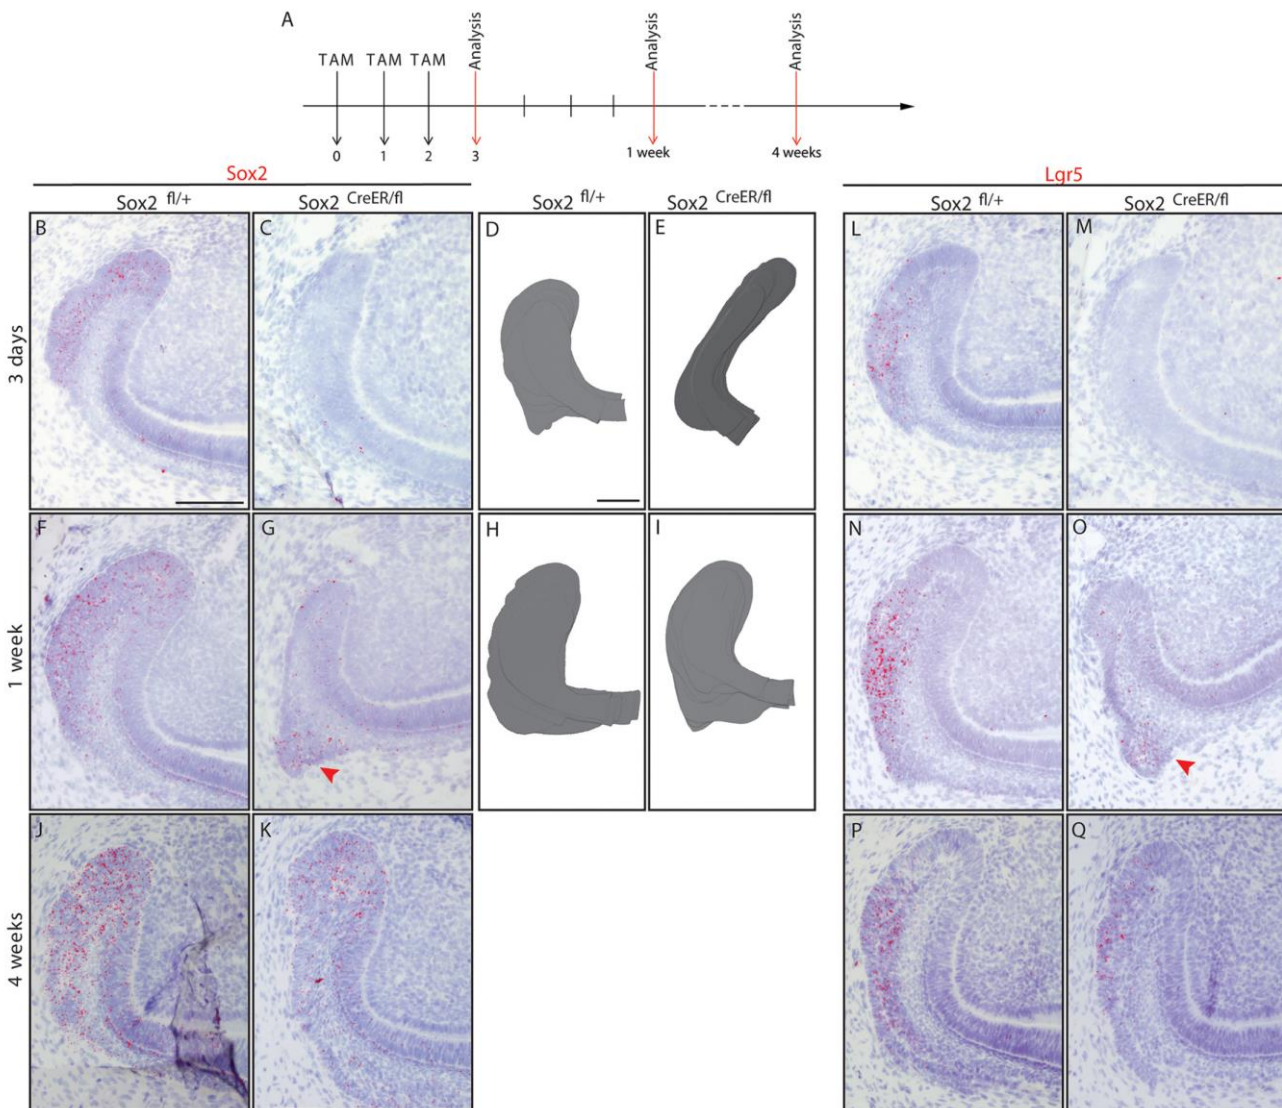 A
TAM TAM TAM Analysis Analysis Analysis
0 1 2 3 1 week 4 weeks
Sox2 Lgr5
Sox2 fl/+ Sox2 CreER/fl Sox2 fl/+ Sox2 CreER/fl Sox2 fl/+ Sox2 CreER/fl
3 days
B C D E L M
1 week
F G H I N O
4 weeks
J K P Q